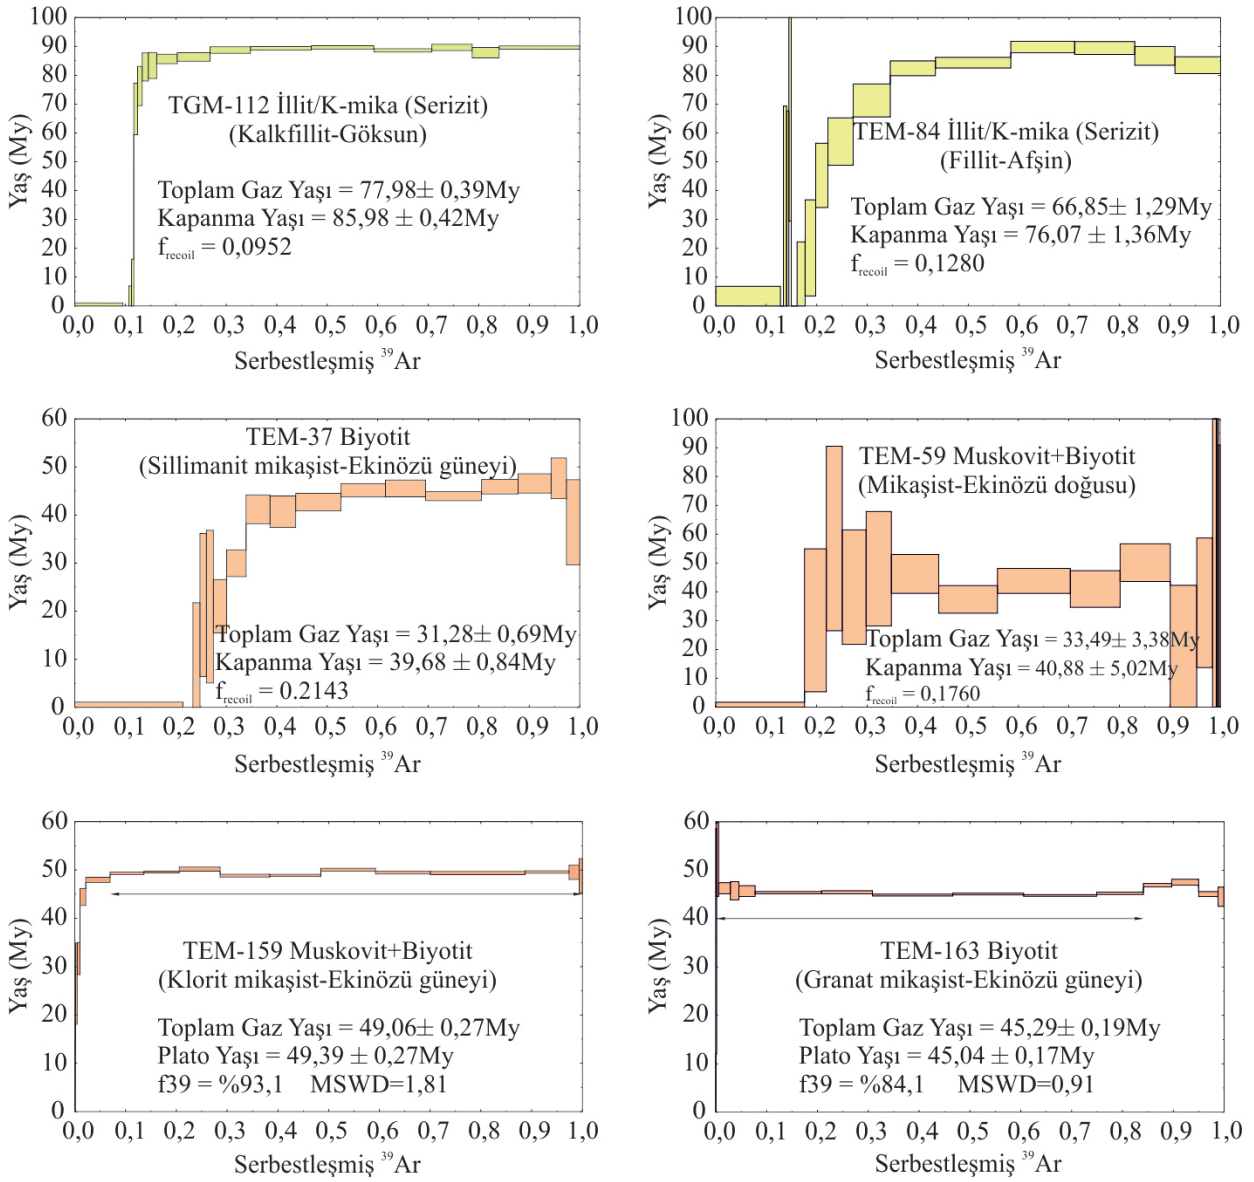 TGM-112 İllit/K-mika (Serizit)
(Kalkfillit-Göksun)
Toplam Gaz Yaşı = 77,98± 0,39My
Kapanma Yaşı = 85,98 ± 0,42My
f recoil = 0,0952
Yaş (My)
100
90
80
70
60
50
40
30
20
10
0
0,0 0,1 0,2 0,3 0,4 0,5 0,6 0,7 0,8 0,9 1,0
Serbestleşmiş ³⁹Ar
TEM-84 İllit/K-mika (Serizit)
(Fillit-Afşin)
Toplam Gaz Yaşı = 66,85± 1,29My
Kapanma Yaşı = 76,07 ± 1,36My
f recoil = 0,1280
Yaş (My)
100
90
80
70
60
50
40
30
20
10
0
0,0 0,1 0,2 0,3 0,4 0,5 0,6 0,7 0,8 0,9 1,0
Serbestleşmiş ³⁹Ar
TEM-37 Biyotit
(Sillimanit mikaşist-Ekinözü güneyi)
Toplam Gaz Yaşı = 31,28± 0,69My
Kapanma Yaşı = 39,68 ± 0,84My
f recoil = 0.2143
Yaş (My)
60
50
40
30
20
10
0
0,0 0,1 0,2 0,3 0,4 0,5 0,6 0,7 0,8 0,9 1,0
Serbestleşmiş ³⁹Ar
TEM-59 Muskovit+Biyotit
(Mikaşist-Ekinözü doğusu)
Toplam Gaz Yaşı = 33,49± 3,38My
Kapanma Yaşı = 40,88 ± 5,02My
f recoil = 0,1760
Yaş (My)
100
90
80
70
60
50
40
30
20
10
0
0,0 0,1 0,2 0,3 0,4 0,5 0,6 0,7 0,8 0,9 1,0
Serbestleşmiş ³⁹Ar
TEM-159 Muskovit+Biyotit
(Klorit mikaşist-Ekinözü güneyi)
Toplam Gaz Yaşı = 49,06± 0,27My
Plato Yaşı = 49,39 ± 0,27My
f39 = %93,1 MSWD=1,81
Yaş (My)
60
50
40
30
20
10
0
0,0 0,1 0,2 0,3 0,4 0,5 0,6 0,7 0,8 0,9 1,0
Serbestleşmiş ³⁹Ar
TEM-163 Biyotit
(Granat mikaşist-Ekinözü güneyi)
Toplam Gaz Yaşı = 45,29± 0,19My
Plato Yaşı = 45,04 ± 0,17My
f39 = %84,1 MSWD=0,91
Yaş (My)
60
50
40
30
20
10
0
0,0 0,1 0,2 0,3 0,4 0,5 0,6 0,7 0,8 0,9 1,0
Serbestleşmiş ³⁹Ar